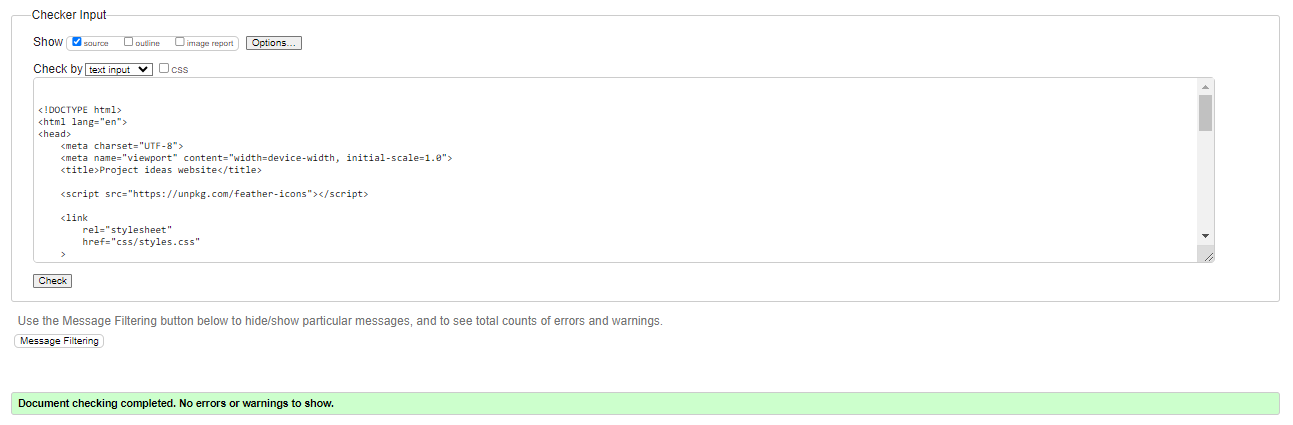 Checker Input
Show source outline image report Options...
Check by text input css
<!DOCTYPE html>
<html lang="en">
<head>
    <meta charset="UTF-8">
    <meta name="viewport" content="width=device-width, initial-scale=1.0">
    <title>Project ideas website</title>
    <script src="https://unpkg.com/feather-icons"></script>
    <link
        rel="stylesheet"
        href="css/styles.css"
    >
Check
Use the Message Filtering button below to hide/show particular messages, and to see total counts of errors and warnings.
Message Filtering
Document checking completed. No errors or warnings to show.